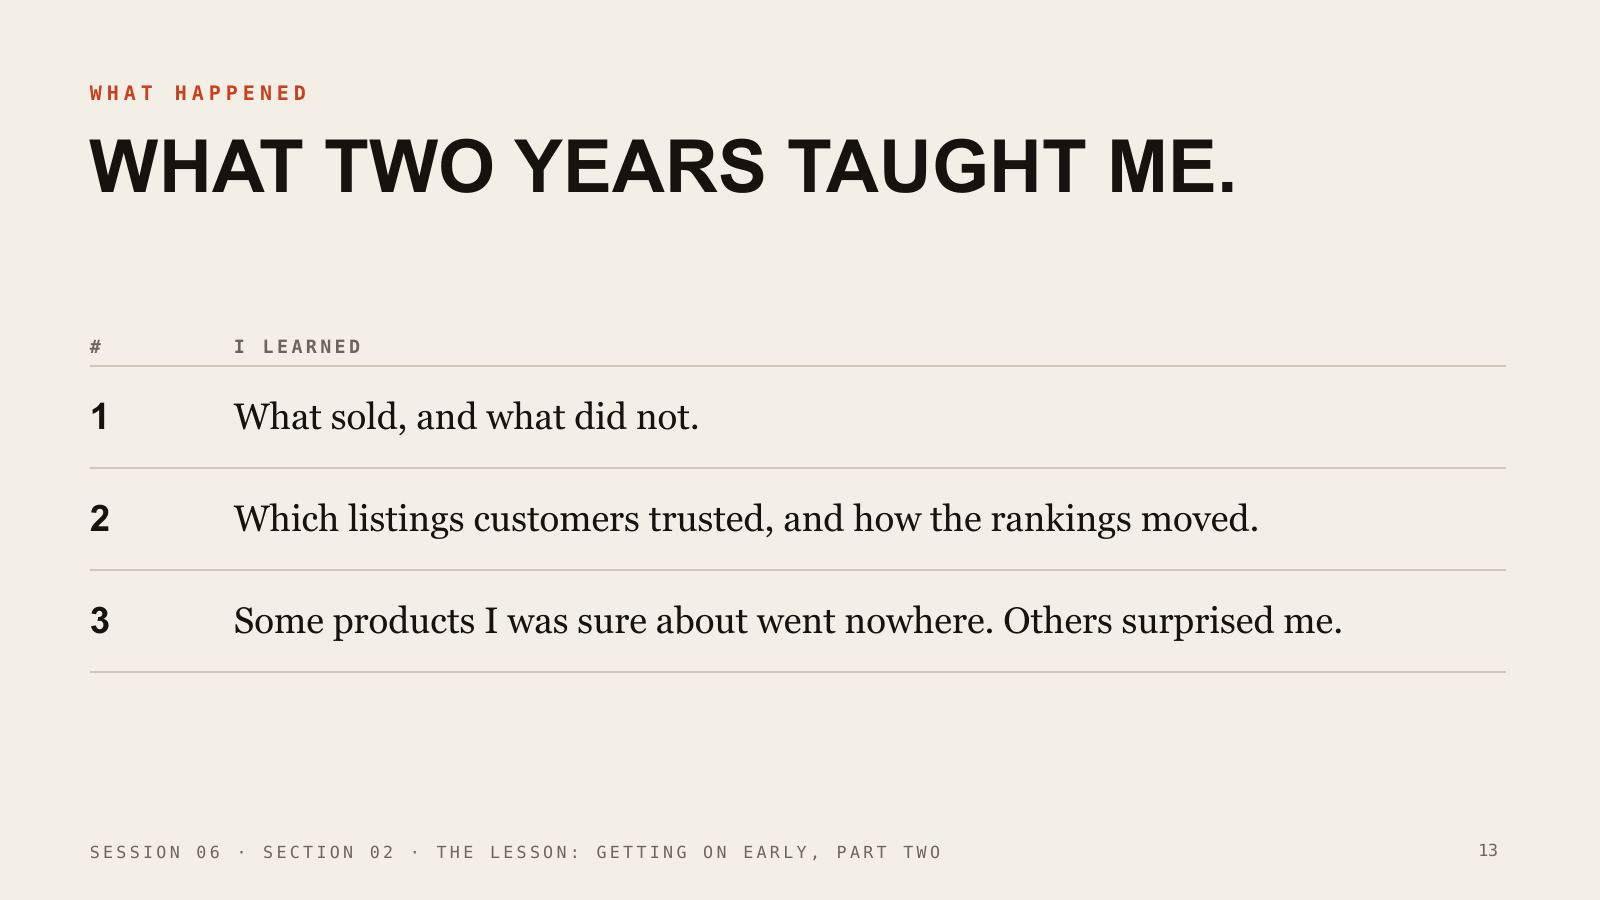 WHAT HAPPENED
WHAT TWO YEARS TAUGHT ME.
# I LEARNED
1 What sold, and what did not.
2 Which listings customers trusted, and how the rankings moved.
3 Some products I was sure about went nowhere. Others surprised me.
SESSION 06 · SECTION 02 · THE LESSON: GETTING ON EARLY, PART TWO 13